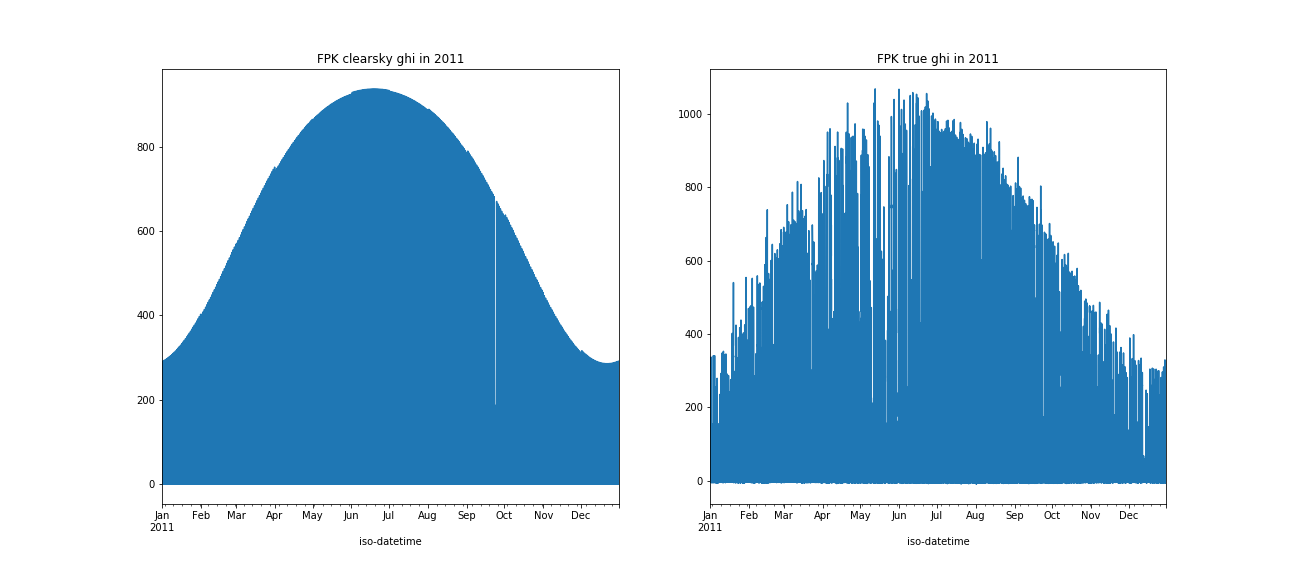 FPK clearsky ghi in 2011
800
600
400
200
0
Jan Feb Mar Apr May Jun Jul Aug Sep Oct Nov Dec
2011
iso-datetime
FPK true ghi in 2011
1000
800
600
400
200
0
Jan Feb Mar Apr May Jun Jul Aug Sep Oct Nov Dec
2011
iso-datetime